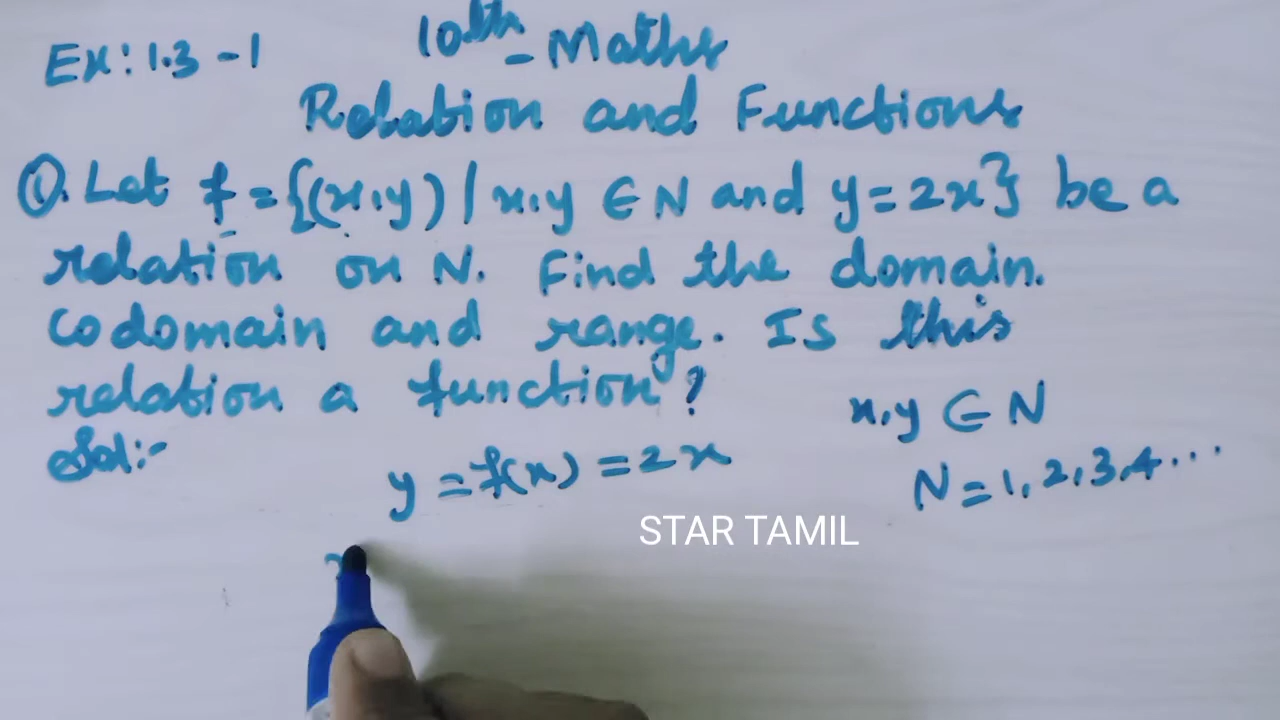 Ex: 1.3 - 1
10th - Maths
Relation and Functions
①. Let f = {(x,y) / x,y ∈ N and y = 2x} be a
relation on N. Find the domain.
codomain and range. Is this
relation a function?
x,y ∈ N
Sol:-
y = f(x) = 2x
N = 1, 2, 3, 4...
STAR TAMIL